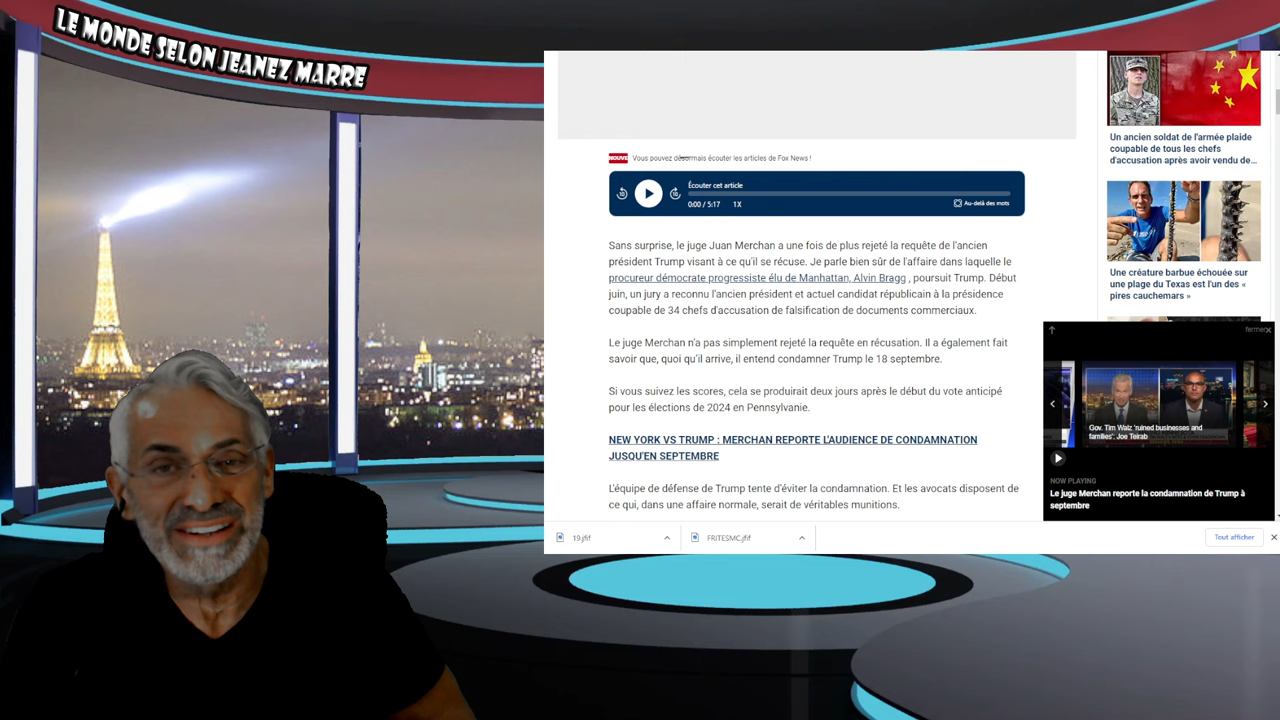 LE MONDE SELON JEANEZ MARRE
NOUVE Vous pouvez désormais écouter les articles de Fox News !
Écouter cet article
10 10
0:00 / 5:17 1X Au-delà des mots
Sans surprise, le juge Juan Merchan a une fois de plus rejeté la requête de l'ancien
président Trump visant à ce qu'il se récuse. Je parle bien sûr de l'affaire dans laquelle le
procureur démocrate progressiste élu de Manhattan, Alvin Bragg , poursuit Trump. Début
juin, un jury a reconnu l'ancien président et actuel candidat républicain à la présidence
coupable de 34 chefs d'accusation de falsification de documents commerciaux.
Le juge Merchan n'a pas simplement rejeté la requête en récusation. Il a également fait
savoir que, quoi qu'il arrive, il entend condamner Trump le 18 septembre.
Si vous suivez les scores, cela se produirait deux jours après le début du vote anticipé
pour les élections de 2024 en Pennsylvanie.
NEW YORK VS TRUMP : MERCHAN REPORTE L'AUDIENCE DE CONDAMNATION
JUSQU'EN SEPTEMBRE
L'équipe de défense de Trump tente d'éviter la condamnation. Et les avocats disposent de
ce qui, dans une affaire normale, serait de véritables munitions.
Un ancien soldat de l'armée plaide
coupable de tous les chefs
d'accusation après avoir vendu de...
Une créature barbue échouée sur
une plage du Texas est l'un des «
pires cauchemars »
fermer
Gov. Tim Walz 'ruined businesses and
families': Joe Teirab
NOW PLAYING
Le juge Merchan reporte la condamnation de Trump à
septembre
19.jfif FRITESMC.jfif Tout afficher